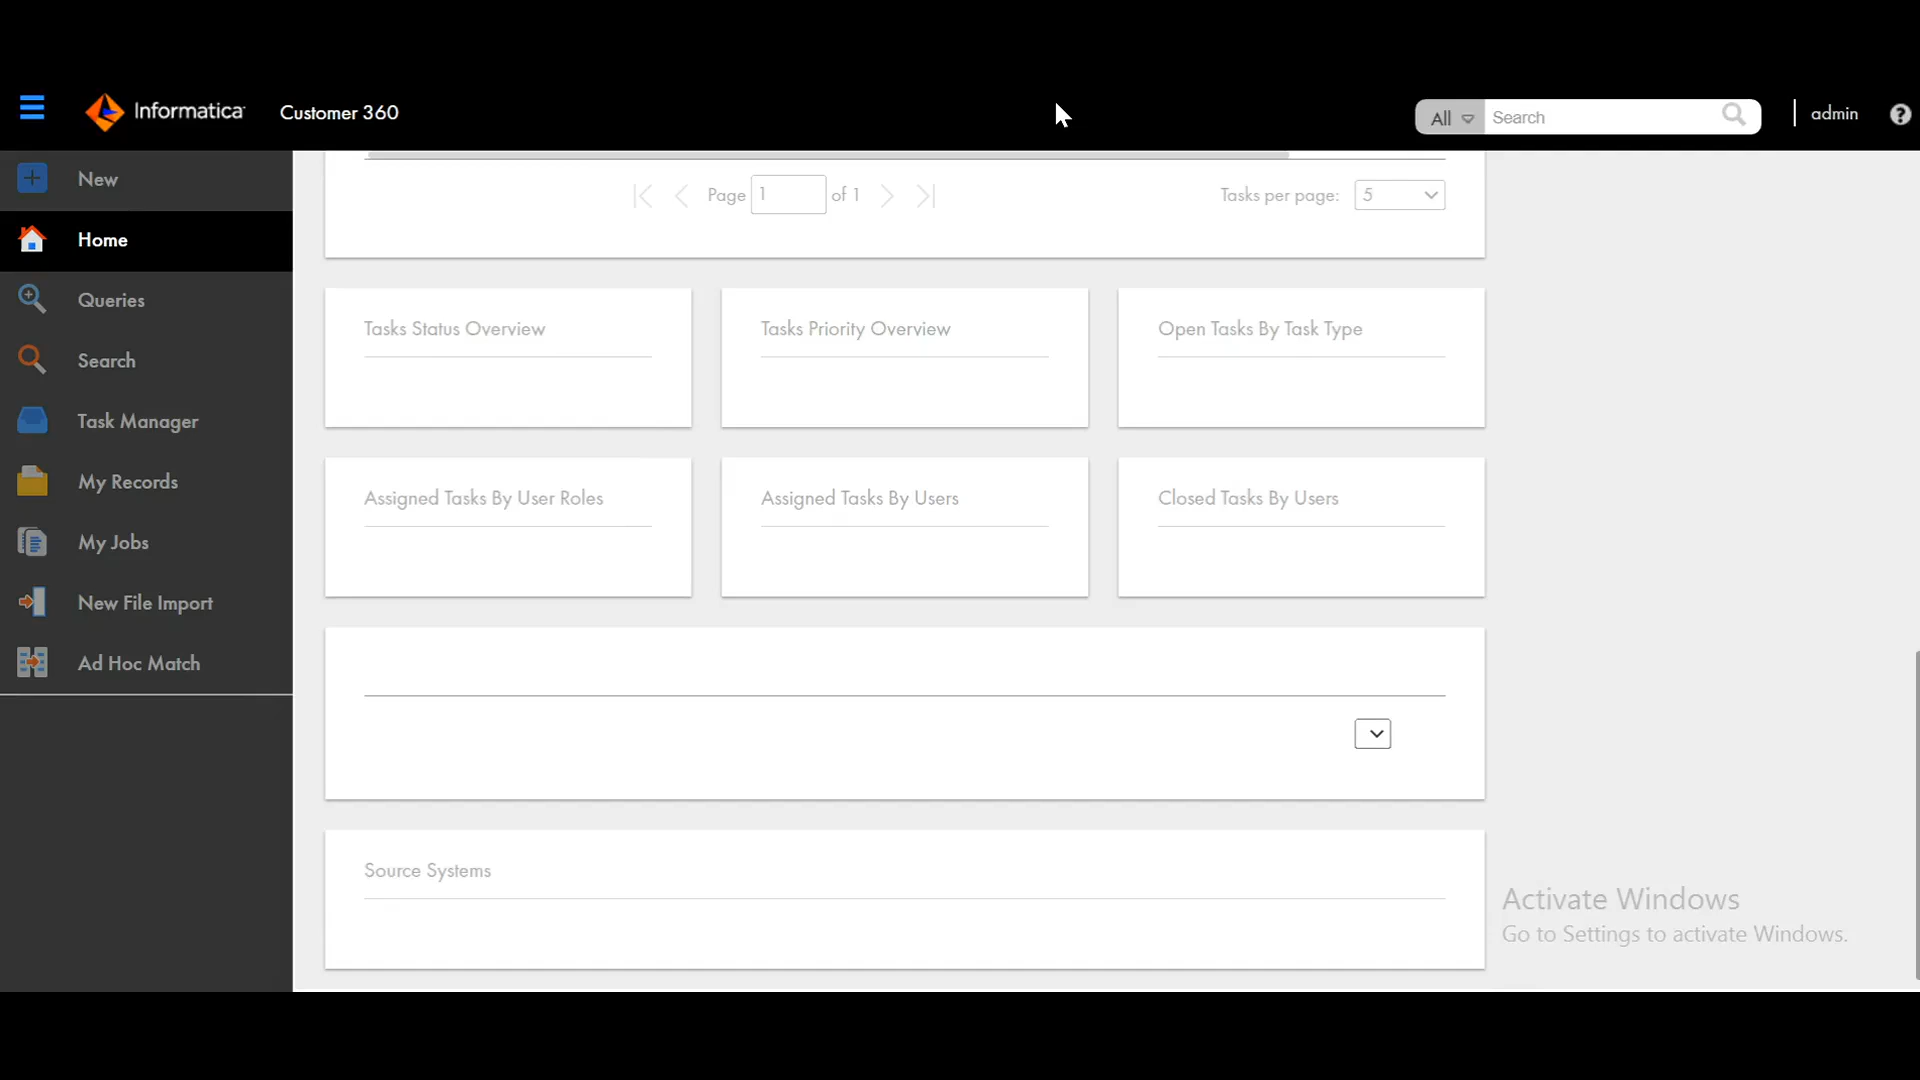 Informatica
Customer 360
All
Search
admin
?
New
Home
Queries
Search
Task Manager
My Records
My Jobs
New File Import
Ad Hoc Match
Page 1 of 1
Tasks per page: 5
Tasks Status Overview
Tasks Priority Overview
Open Tasks By Task Type
Assigned Tasks By User Roles
Assigned Tasks By Users
Closed Tasks By Users
Source Systems
Activate Windows
Go to Settings to activate Windows.